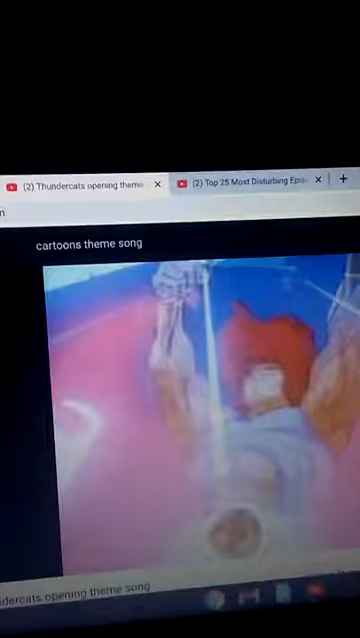 (2) Thundercats opening theme
(2) Top 25 Most Disturbing Epis
cartoons theme song
dercats opening theme song